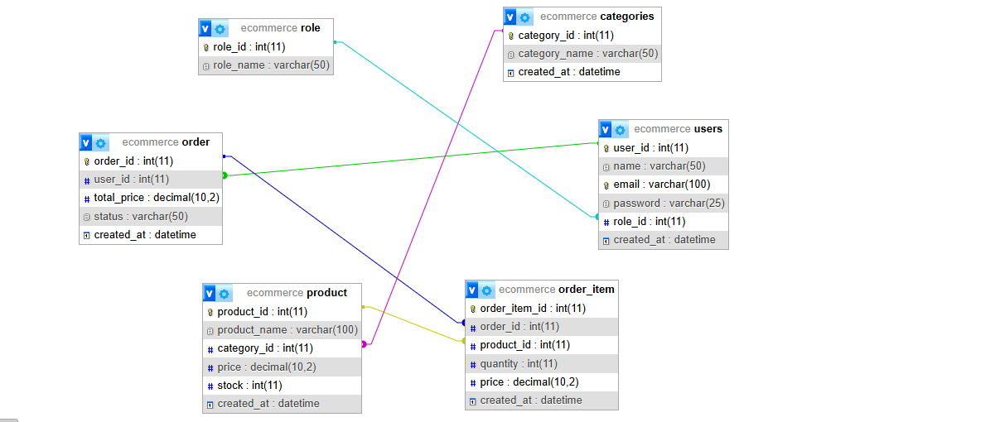 ecommerce role
role_id : int(11)
role_name : varchar(50)
ecommerce categories
category_id : int(11)
category_name : varchar(50)
created_at : datetime
ecommerce order
order_id : int(11)
user_id : int(11)
total_price : decimal(10,2)
status : varchar(50)
created_at : datetime
ecommerce users
user_id : int(11)
name : varchar(50)
email : varchar(100)
password : varchar(25)
role_id : int(11)
created_at : datetime
ecommerce product
product_id : int(11)
product_name : varchar(100)
category_id : int(11)
price : decimal(10,2)
stock : int(11)
created_at : datetime
ecommerce order_item
order_item_id : int(11)
order_id : int(11)
product_id : int(11)
quantity : int(11)
price : decimal(10,2)
created_at : datetime